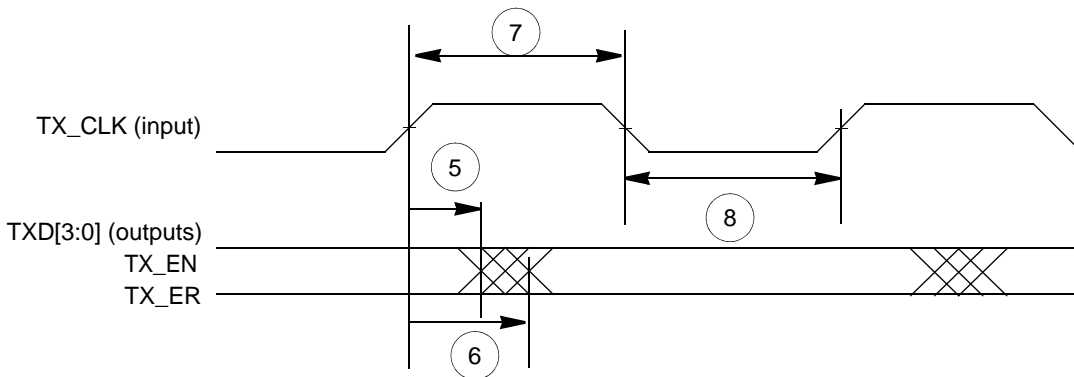 7
TX_CLK (input)
5
8
TXD[3:0] (outputs)
TX_EN
TX_ER
6